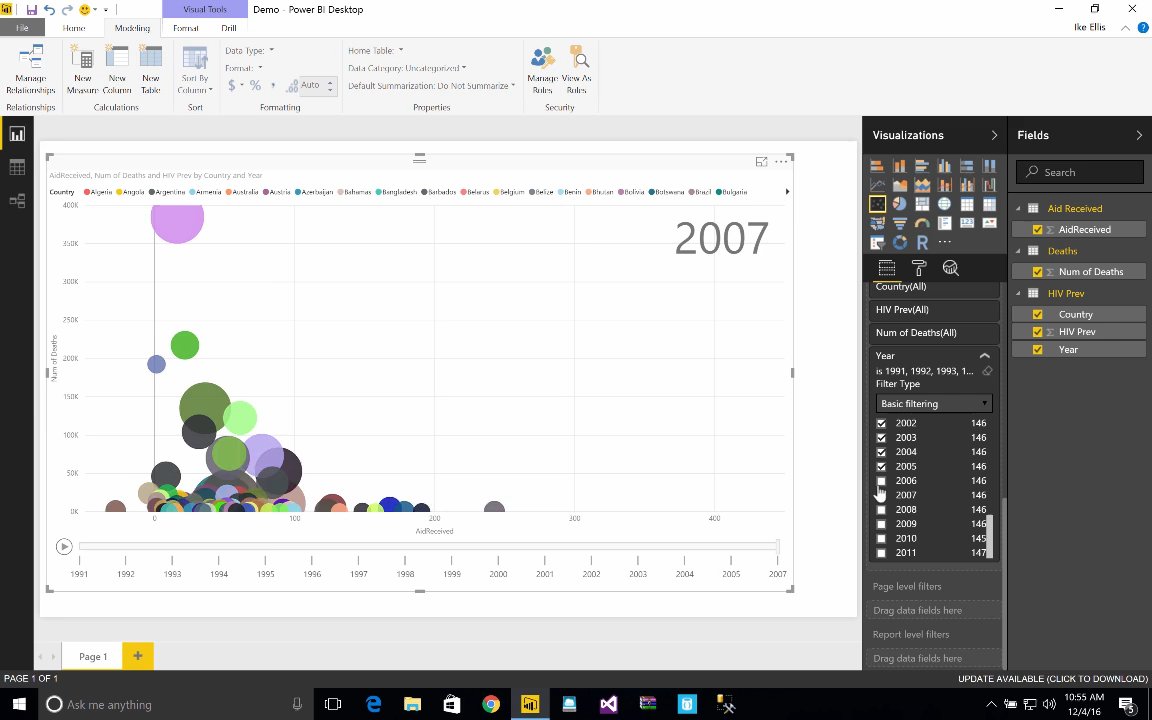 Visual Tools
Demo - Power BI Desktop
File
Home
Modeling
Format
Drill
Ike Ellis
Manage Relationships
Relationships
New Measure
New Column
New Table
Calculations
Sort By Column
Sort
Data Type:
Format:
$ % , Auto
Formatting
Home Table:
Data Category: Uncategorized
Default Summarization: Do Not Summarize
Properties
Manage Roles
View As Roles
Security
AidReceived, Num of Deaths and HIV Prev by Country and Year
Country Algeria Angola Argentina Armenia Australia Austria Azerbaijan Bahamas Bangladesh Barbados Belarus Belgium Belize Benin Bhutan Bolivia Botswana Brazil Bulgaria
2007
400K
350K
300K
250K
200K
150K
100K
50K
0K
Num of Deaths
0 100 200 300 400
AidReceived
1991 1992 1993 1994 1995 1996 1997 1998 1999 2000 2001 2002 2003 2004 2005 2007
Visualizations
R
Country(All)
HIV Prev(All)
Num of Deaths(All)
Year
is 1991, 1992, 1993, 1...
Filter Type
Basic filtering
2002 146
2003 146
2004 146
2005 146
2006 146
2007 146
2008 146
2009 146
2010 145
2011 147
Page level filters
Drag data fields here
Report level filters
Drag data fields here
Fields
Search
Aid Received
AidReceived
Deaths
Num of Deaths
HIV Prev
Country
HIV Prev
Year
Page 1
PAGE 1 OF 1
UPDATE AVAILABLE (CLICK TO DOWNLOAD)
Ask me anything
10:55 AM
12/4/16
5